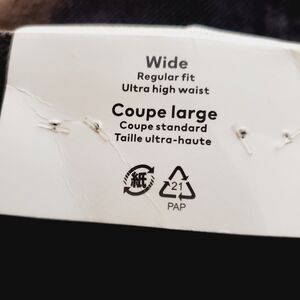 Wide
Regular fit
Ultra high waist
Coupe large
Coupe standard
Taille ultra-haute
紙
21
PAP